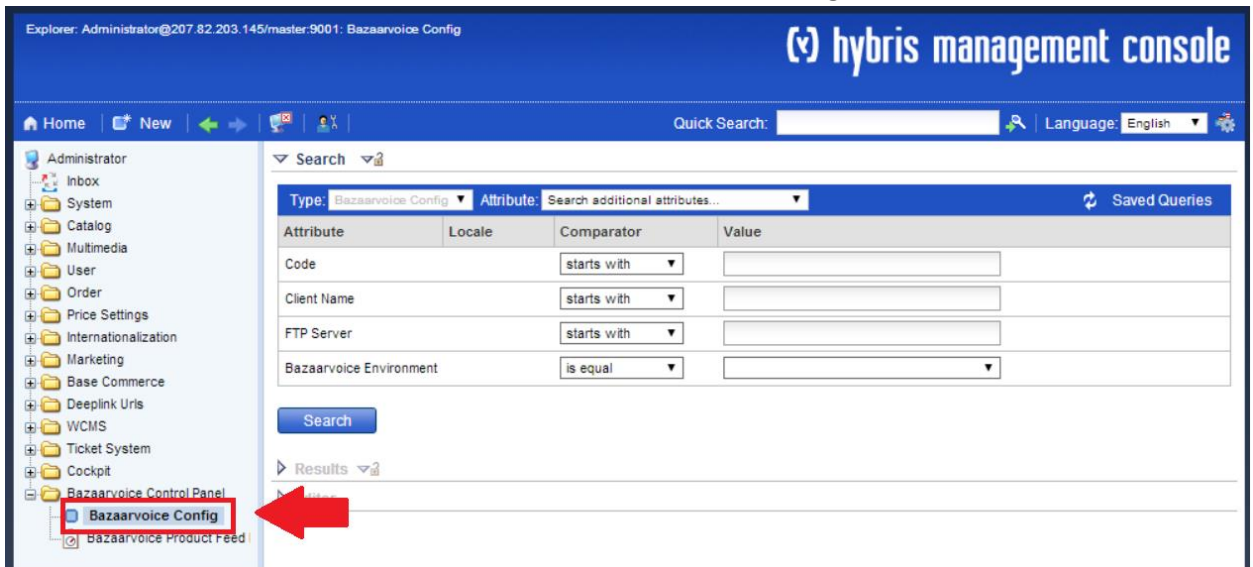 Explorer: Administrator@207.82.203.145/master:9001: Bazaarvoice Config
(v) hybris management console
Home New Quick Search: Language: English
Administrator
Inbox
System
Catalog
Multimedia
User
Order
Price Settings
Internationalization
Marketing
Base Commerce
Deeplink Urls
WCMS
Ticket System
Cockpit
Bazaarvoice Control Panel
Bazaarvoice Config
Bazaarvoice Product Feed
Search
Type: Bazaarvoice Config Attribute: Search additional attributes... Saved Queries
Attribute Locale Comparator Value
Code starts with
Client Name starts with
FTP Server starts with
Bazaarvoice Environment is equal
Search
Results